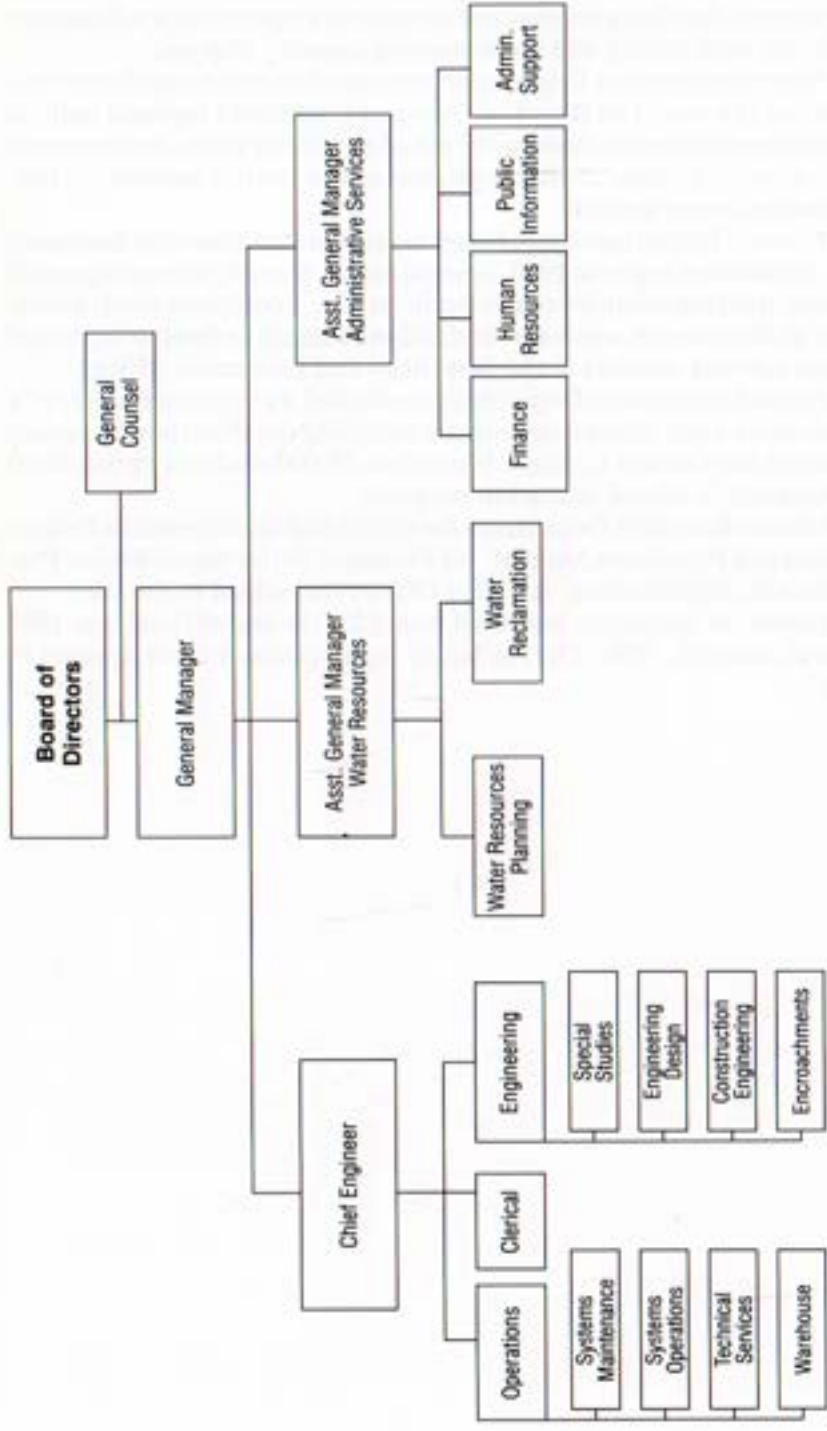 Board of
Directors
General
Counsel
General Manager
Chief Engineer
Asst. General Manager
Water Resources
Asst. General Manager
Administrative Services
Operations
Clerical
Engineering
Water Resources
Planning
Water
Reclamation
Finance
Human
Resources
Public
Information
Admin.
Support
Systems
Maintenance
Systems
Operations
Technical
Services
Warehouse
Special
Studies
Engineering
Design
Construction
Engineering
Encroachments